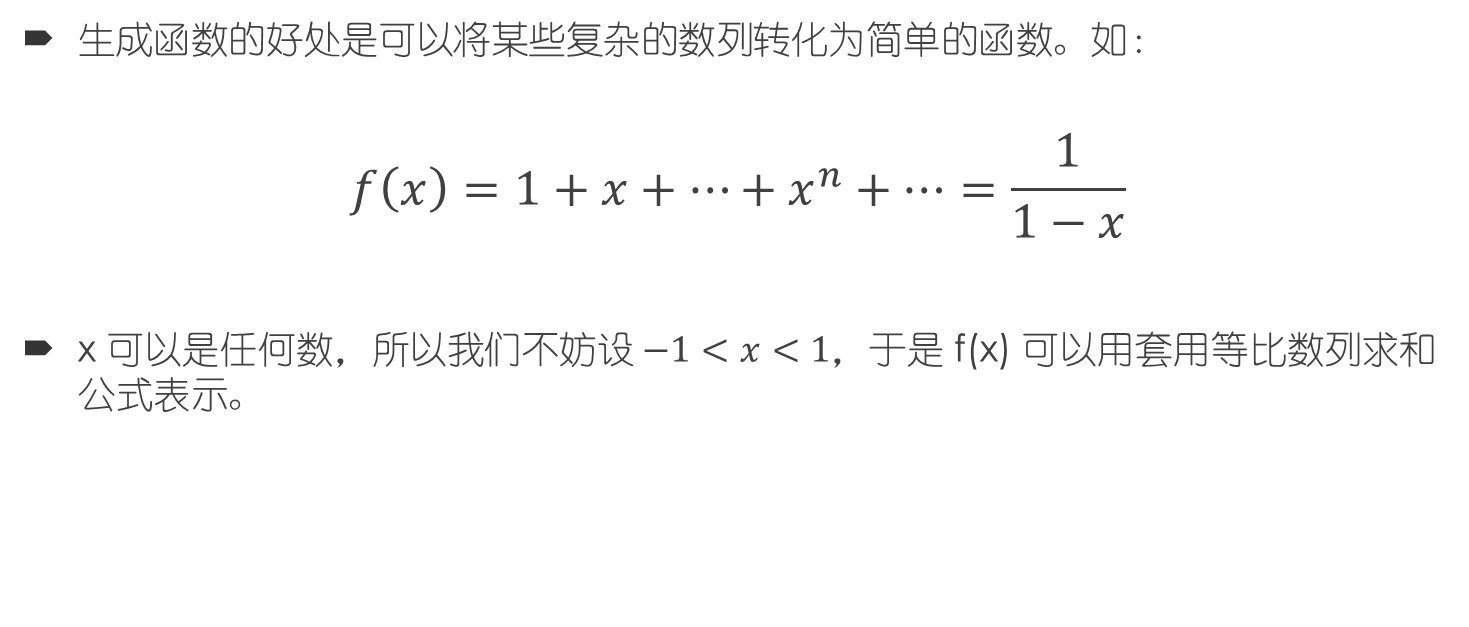 生成函数的好处是可以将某些复杂的数列转化为简单的函数。如：
f(x) = 1 + x + ⋯ + xⁿ + ⋯ = 1/(1 − x)
x 可以是任何数，所以我们不妨设 −1 < x < 1，于是 f(x) 可以用套用等比数列求和
公式表示。